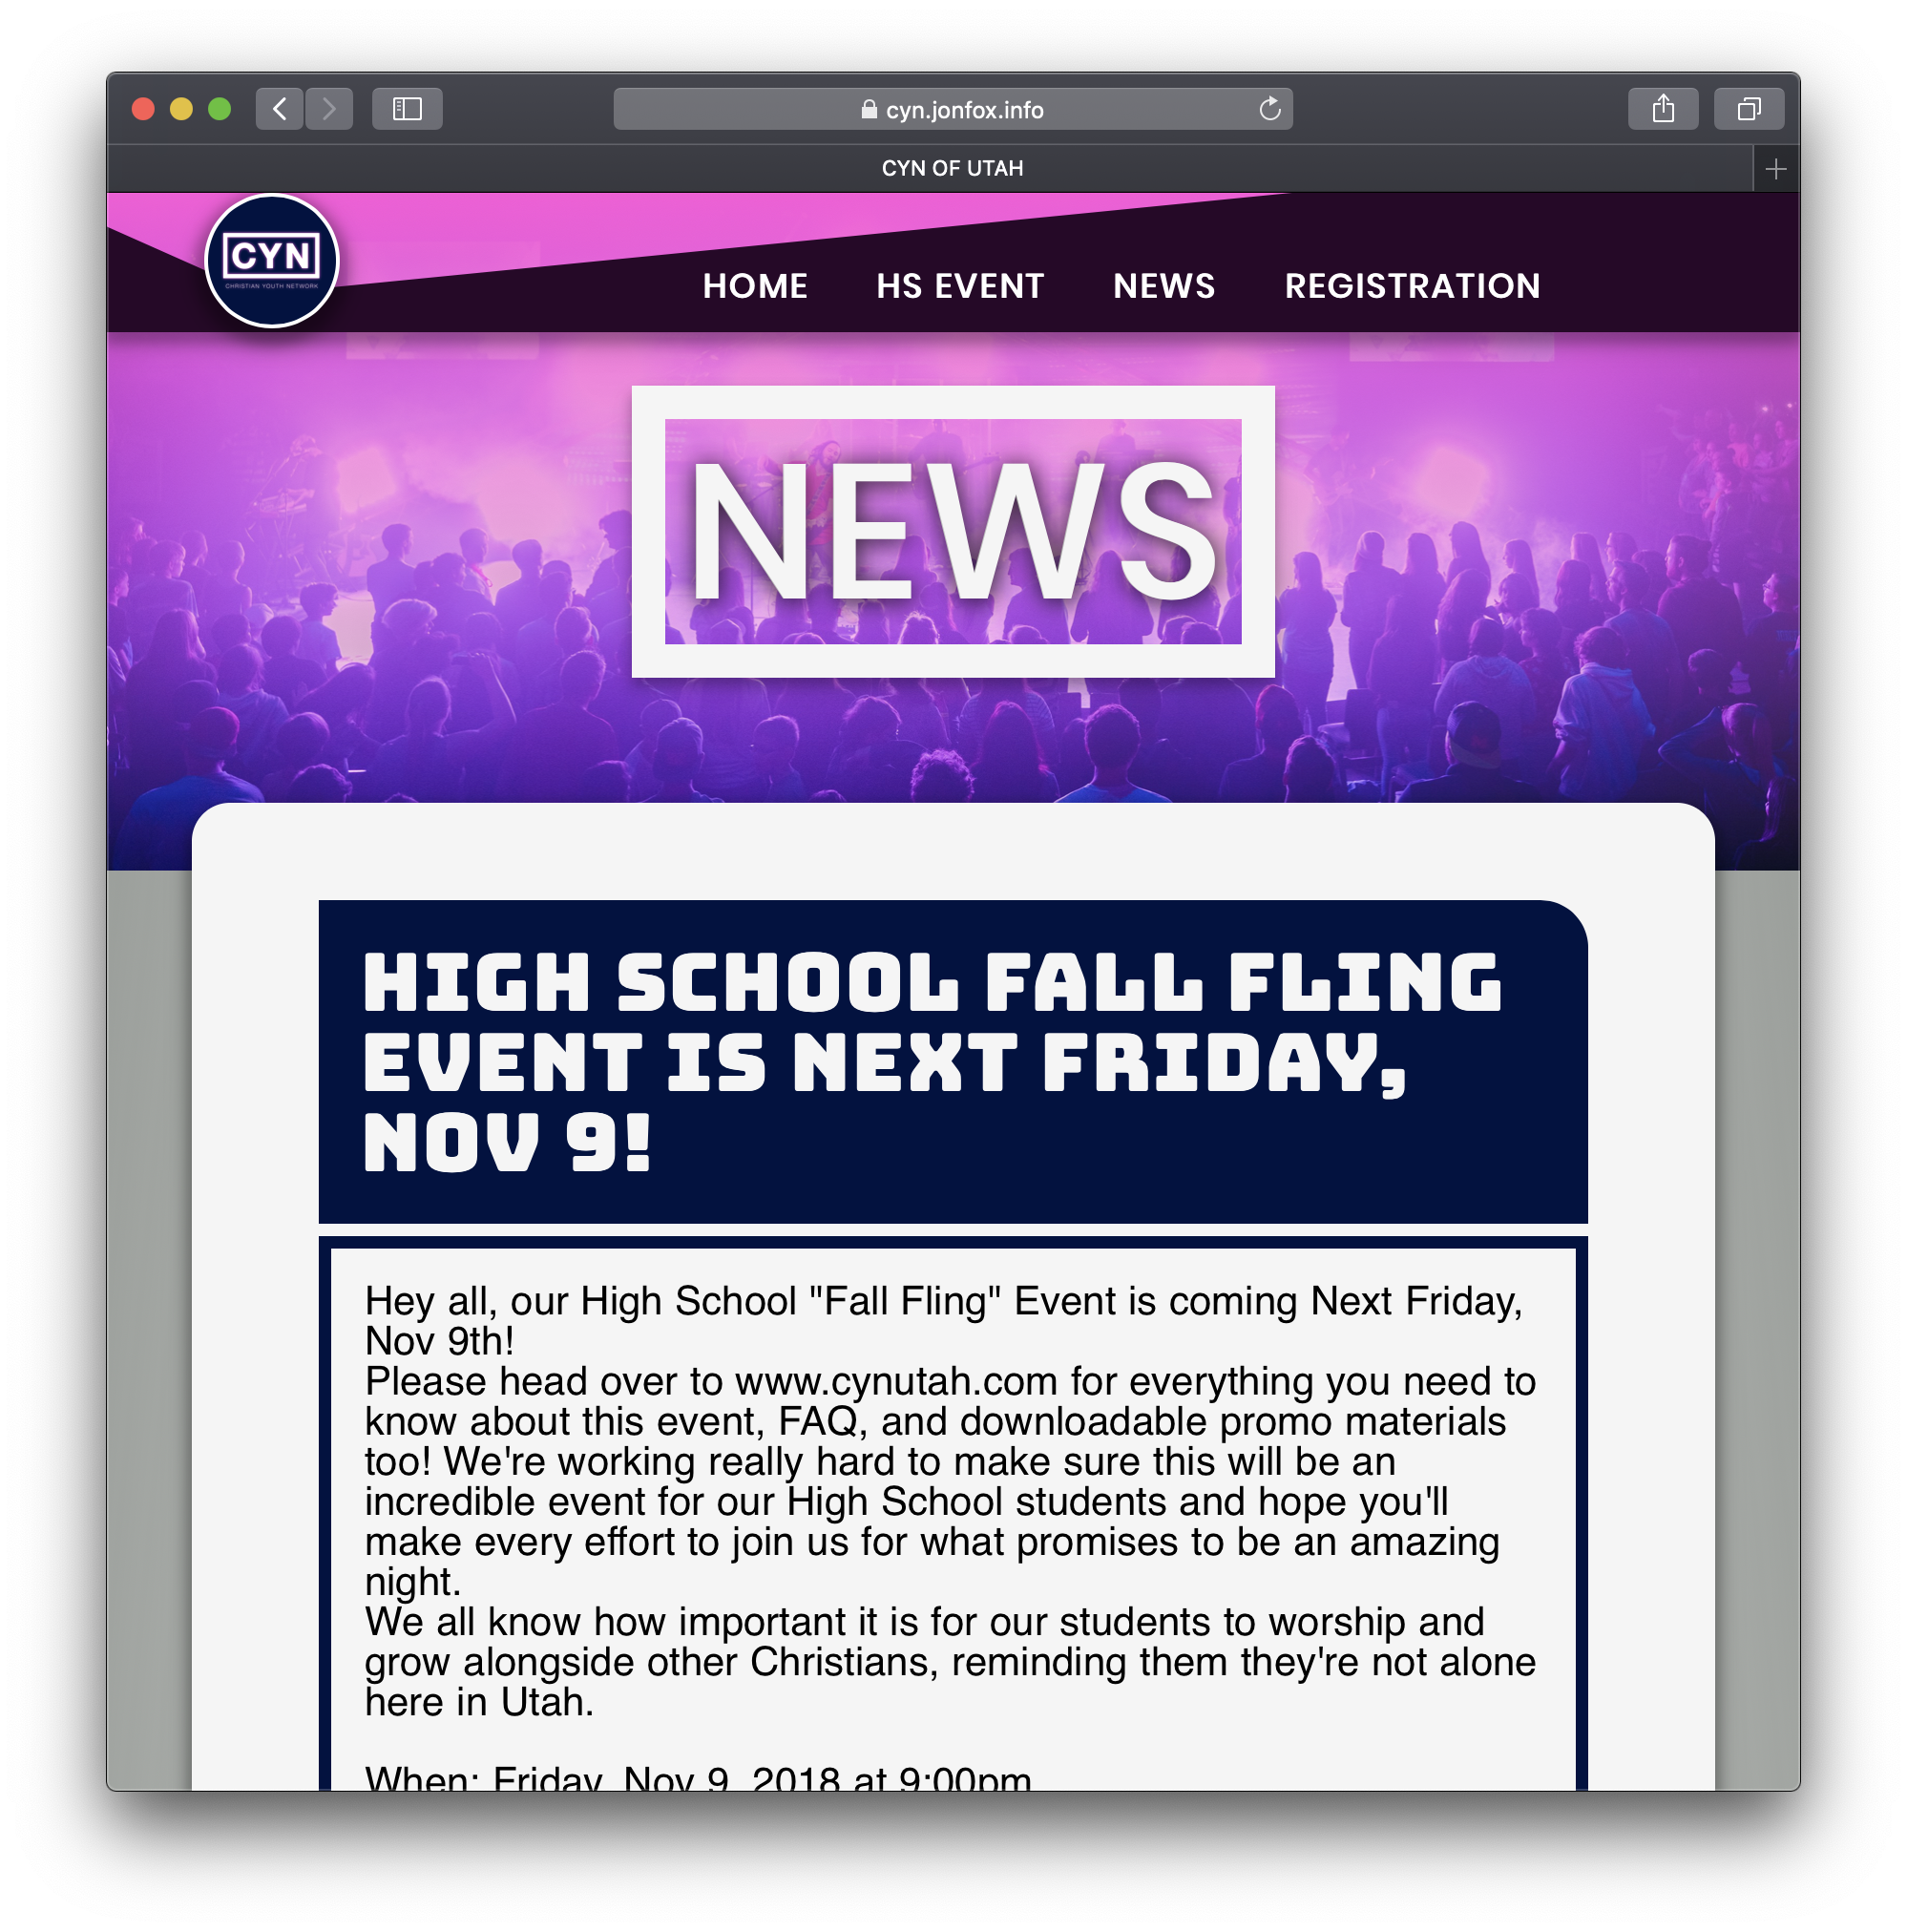 cyn.jonfox.info
CYN OF UTAH
CYN
CHRISTIAN YOUTH NETWORK
HOME HS EVENT NEWS REGISTRATION
NEWS
HIGH SCHOOL FALL FLING
EVENT IS NEXT FRIDAY,
NOV 9!
Hey all, our High School "Fall Fling" Event is coming Next Friday,
Nov 9th!
Please head over to www.cynutah.com for everything you need to
know about this event, FAQ, and downloadable promo materials
too! We're working really hard to make sure this will be an
incredible event for our High School students and hope you'll
make every effort to join us for what promises to be an amazing
night.
We all know how important it is for our students to worship and
grow alongside other Christians, reminding them they're not alone
here in Utah.
When: Friday, Nov 9, 2018 at 9:00pm